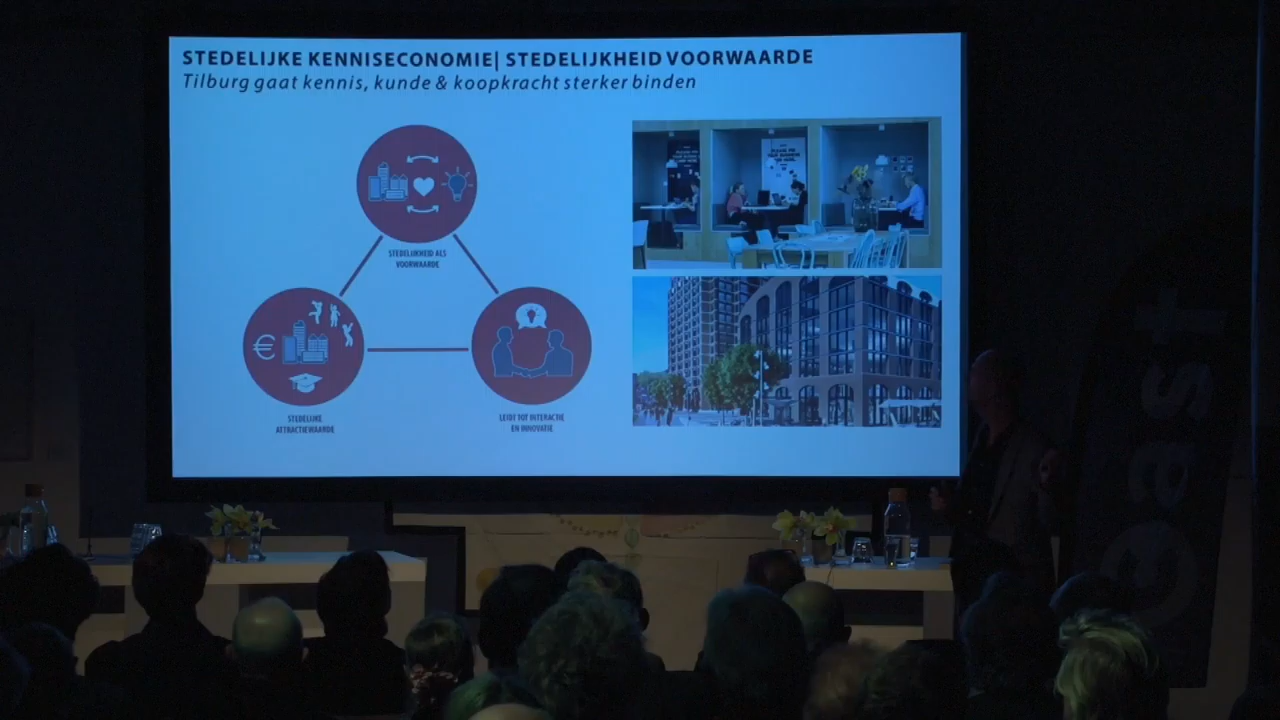 STEDELIJKE KENNISECONOMIE| STEDELIJKHEID VOORWAARDE
Tilburg gaat kennis, kunde & koopkracht sterker binden
STEDELIJKHEID ALS
VOORWAARDE
€
STEDELIJKE
ATTRACTIEWAARDE
LEIDT TOT INTERACTIE
EN INNOVATIE